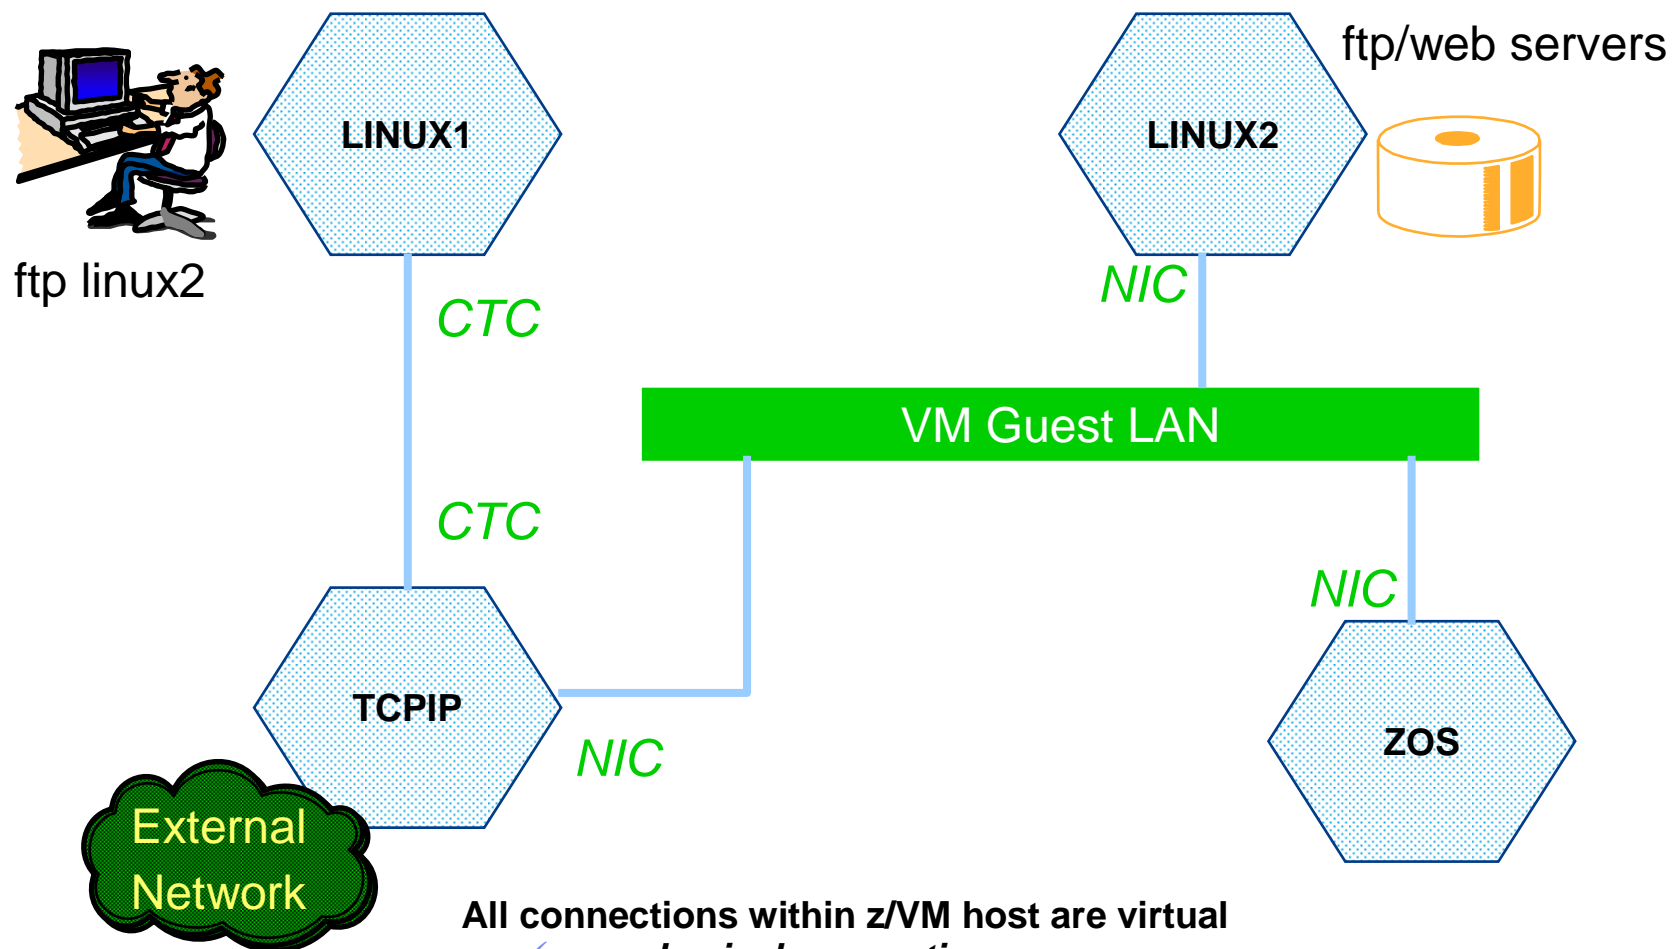 ftp/web servers
LINUX1
LINUX2
ftp linux2
NIC
CTC
VM Guest LAN
CTC
NIC
TCPIP
ZOS
NIC
External
Network
All connections within z/VM host are virtual